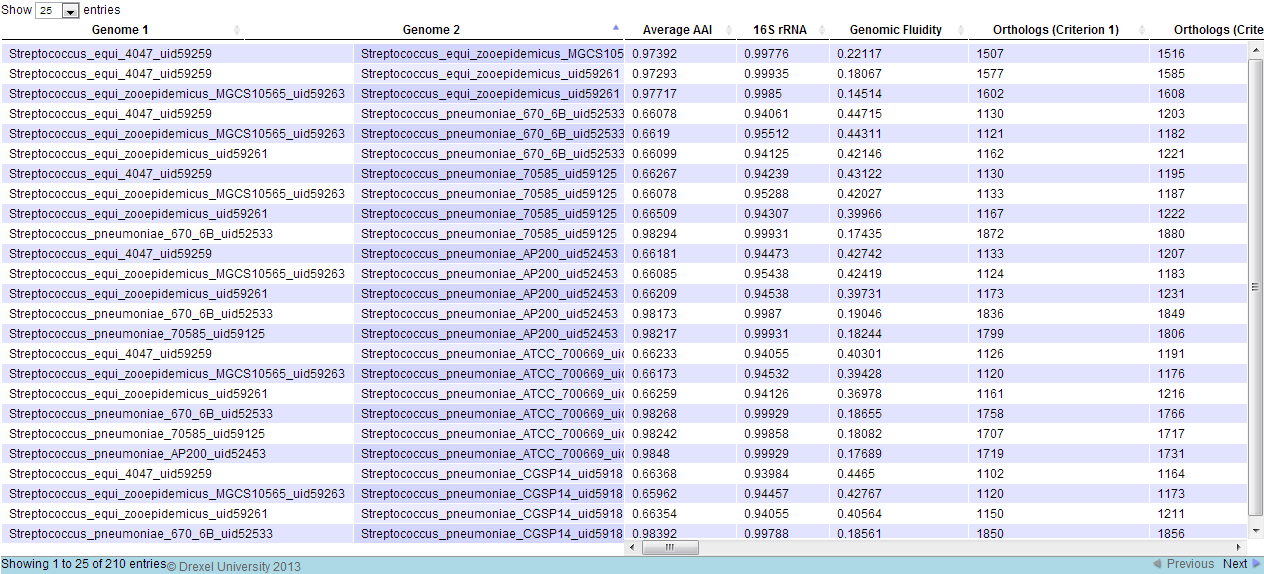 Show 25 entries
Genome 1 Genome 2 Average AAI 16S rRNA Genomic Fluidity Orthologs (Criterion 1) Orthologs (Crite
Streptococcus_equi_4047_uid59259 Streptococcus_equi_zooepidemicus_MGCS105 0.97392 0.99776 0.22117 1507 1516
Streptococcus_equi_4047_uid59259 Streptococcus_equi_zooepidemicus_uid59261 0.97293 0.99935 0.18067 1577 1585
Streptococcus_equi_zooepidemicus_MGCS10565_uid59263 Streptococcus_equi_zooepidemicus_uid59261 0.97717 0.9985 0.14514 1602 1608
Streptococcus_equi_4047_uid59259 Streptococcus_pneumoniae_670_6B_uid52533 0.66078 0.94061 0.44715 1130 1203
Streptococcus_equi_zooepidemicus_MGCS10565_uid59263 Streptococcus_pneumoniae_670_6B_uid52533 0.6619 0.95512 0.44311 1121 1182
Streptococcus_equi_zooepidemicus_uid59261 Streptococcus_pneumoniae_670_6B_uid52533 0.66099 0.94125 0.42146 1162 1221
Streptococcus_equi_4047_uid59259 Streptococcus_pneumoniae_70585_uid59125 0.66267 0.94239 0.43122 1130 1195
Streptococcus_equi_zooepidemicus_MGCS10565_uid59263 Streptococcus_pneumoniae_70585_uid59125 0.66078 0.95288 0.42027 1133 1187
Streptococcus_equi_zooepidemicus_uid59261 Streptococcus_pneumoniae_70585_uid59125 0.66509 0.94307 0.39966 1167 1222
Streptococcus_pneumoniae_670_6B_uid52533 Streptococcus_pneumoniae_70585_uid59125 0.98294 0.99931 0.17435 1872 1880
Streptococcus_equi_4047_uid59259 Streptococcus_pneumoniae_AP200_uid52453 0.66181 0.94473 0.42742 1133 1207
Streptococcus_equi_zooepidemicus_MGCS10565_uid59263 Streptococcus_pneumoniae_AP200_uid52453 0.66085 0.95438 0.42419 1124 1183
Streptococcus_equi_zooepidemicus_uid59261 Streptococcus_pneumoniae_AP200_uid52453 0.66209 0.94538 0.39731 1173 1231
Streptococcus_pneumoniae_670_6B_uid52533 Streptococcus_pneumoniae_AP200_uid52453 0.98173 0.9987 0.19046 1836 1849
Streptococcus_pneumoniae_70585_uid59125 Streptococcus_pneumoniae_AP200_uid52453 0.98217 0.99931 0.18244 1799 1806
Streptococcus_equi_4047_uid59259 Streptococcus_pneumoniae_ATCC_700669_uic 0.66233 0.94055 0.40301 1126 1191
Streptococcus_equi_zooepidemicus_MGCS10565_uid59263 Streptococcus_pneumoniae_ATCC_700669_uic 0.66173 0.94532 0.39428 1120 1176
Streptococcus_equi_zooepidemicus_uid59261 Streptococcus_pneumoniae_ATCC_700669_uic 0.66259 0.94126 0.36978 1161 1216
Streptococcus_pneumoniae_670_6B_uid52533 Streptococcus_pneumoniae_ATCC_700669_uic 0.98268 0.99929 0.18655 1758 1766
Streptococcus_pneumoniae_70585_uid59125 Streptococcus_pneumoniae_ATCC_700669_uic 0.98242 0.99858 0.18082 1707 1717
Streptococcus_pneumoniae_AP200_uid52453 Streptococcus_pneumoniae_ATCC_700669_uic 0.9848 0.99929 0.17689 1719 1731
Streptococcus_equi_4047_uid59259 Streptococcus_pneumoniae_CGSP14_uid5918 0.66368 0.93984 0.4465 1102 1164
Streptococcus_equi_zooepidemicus_MGCS10565_uid59263 Streptococcus_pneumoniae_CGSP14_uid5918 0.65962 0.94457 0.42767 1120 1173
Streptococcus_equi_zooepidemicus_uid59261 Streptococcus_pneumoniae_CGSP14_uid5918 0.66354 0.94055 0.40564 1150 1211
Streptococcus_pneumoniae_670_6B_uid52533 Streptococcus_pneumoniae_CGSP14_uid5918 0.98392 0.99788 0.18561 1850 1856
Showing 1 to 25 of 210 entries © Drexel University 2013 Previous Next